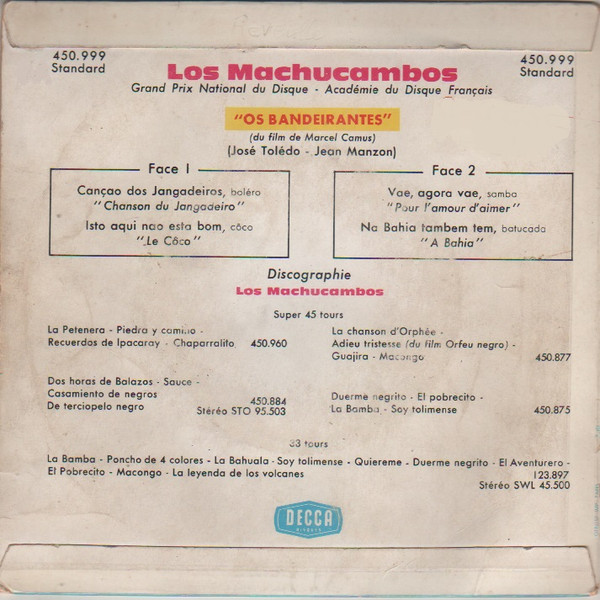 450.999
Standard
Los Machucambos
450.999
Standard
Grand Prix National du Disque - Académie du Disque Français
"OS BANDEIRANTES"
(du film de Marcel Camus)
(José Tolédo - Jean Manzon)
Face 1
Cançao dos Jangadeiros, boléro
"Chanson du Jangadeiro"
Isto aqui nao esta bom, côco
"Le Côco"
Face 2
Vae, agora vae, samba
"Pour l'amour d'aimer"
Na Bahia tambem tem, batucada
"A Bahia"
Discographie
Los Machucambos
Super 45 tours
La Petenera - Piedra y camino -
Recuerdos de Ipacaray - Chaparralito, 450.960
La chanson d'Orphée -
Adieu tristesse (du film Orfeu negro) -
Guajira - Macongo 450.877
Dos horas de Balazos - Sauce -
Casamiento de negros 450.884
De terciopelo negro Stéréo STO 95.503
Duerme negrito - El pobrecito -
La Bamba - Soy tolimense 450.875
33 tours
La Bamba - Poncho de 4 colores - La Bahuala - Soy tolimense - Quiereme - Duerme negrito - El Aventurero -
El Pobrecito - Macongo - La leyenda de los volcanes 123.897
Stéréo SWL 45.500
DECCA